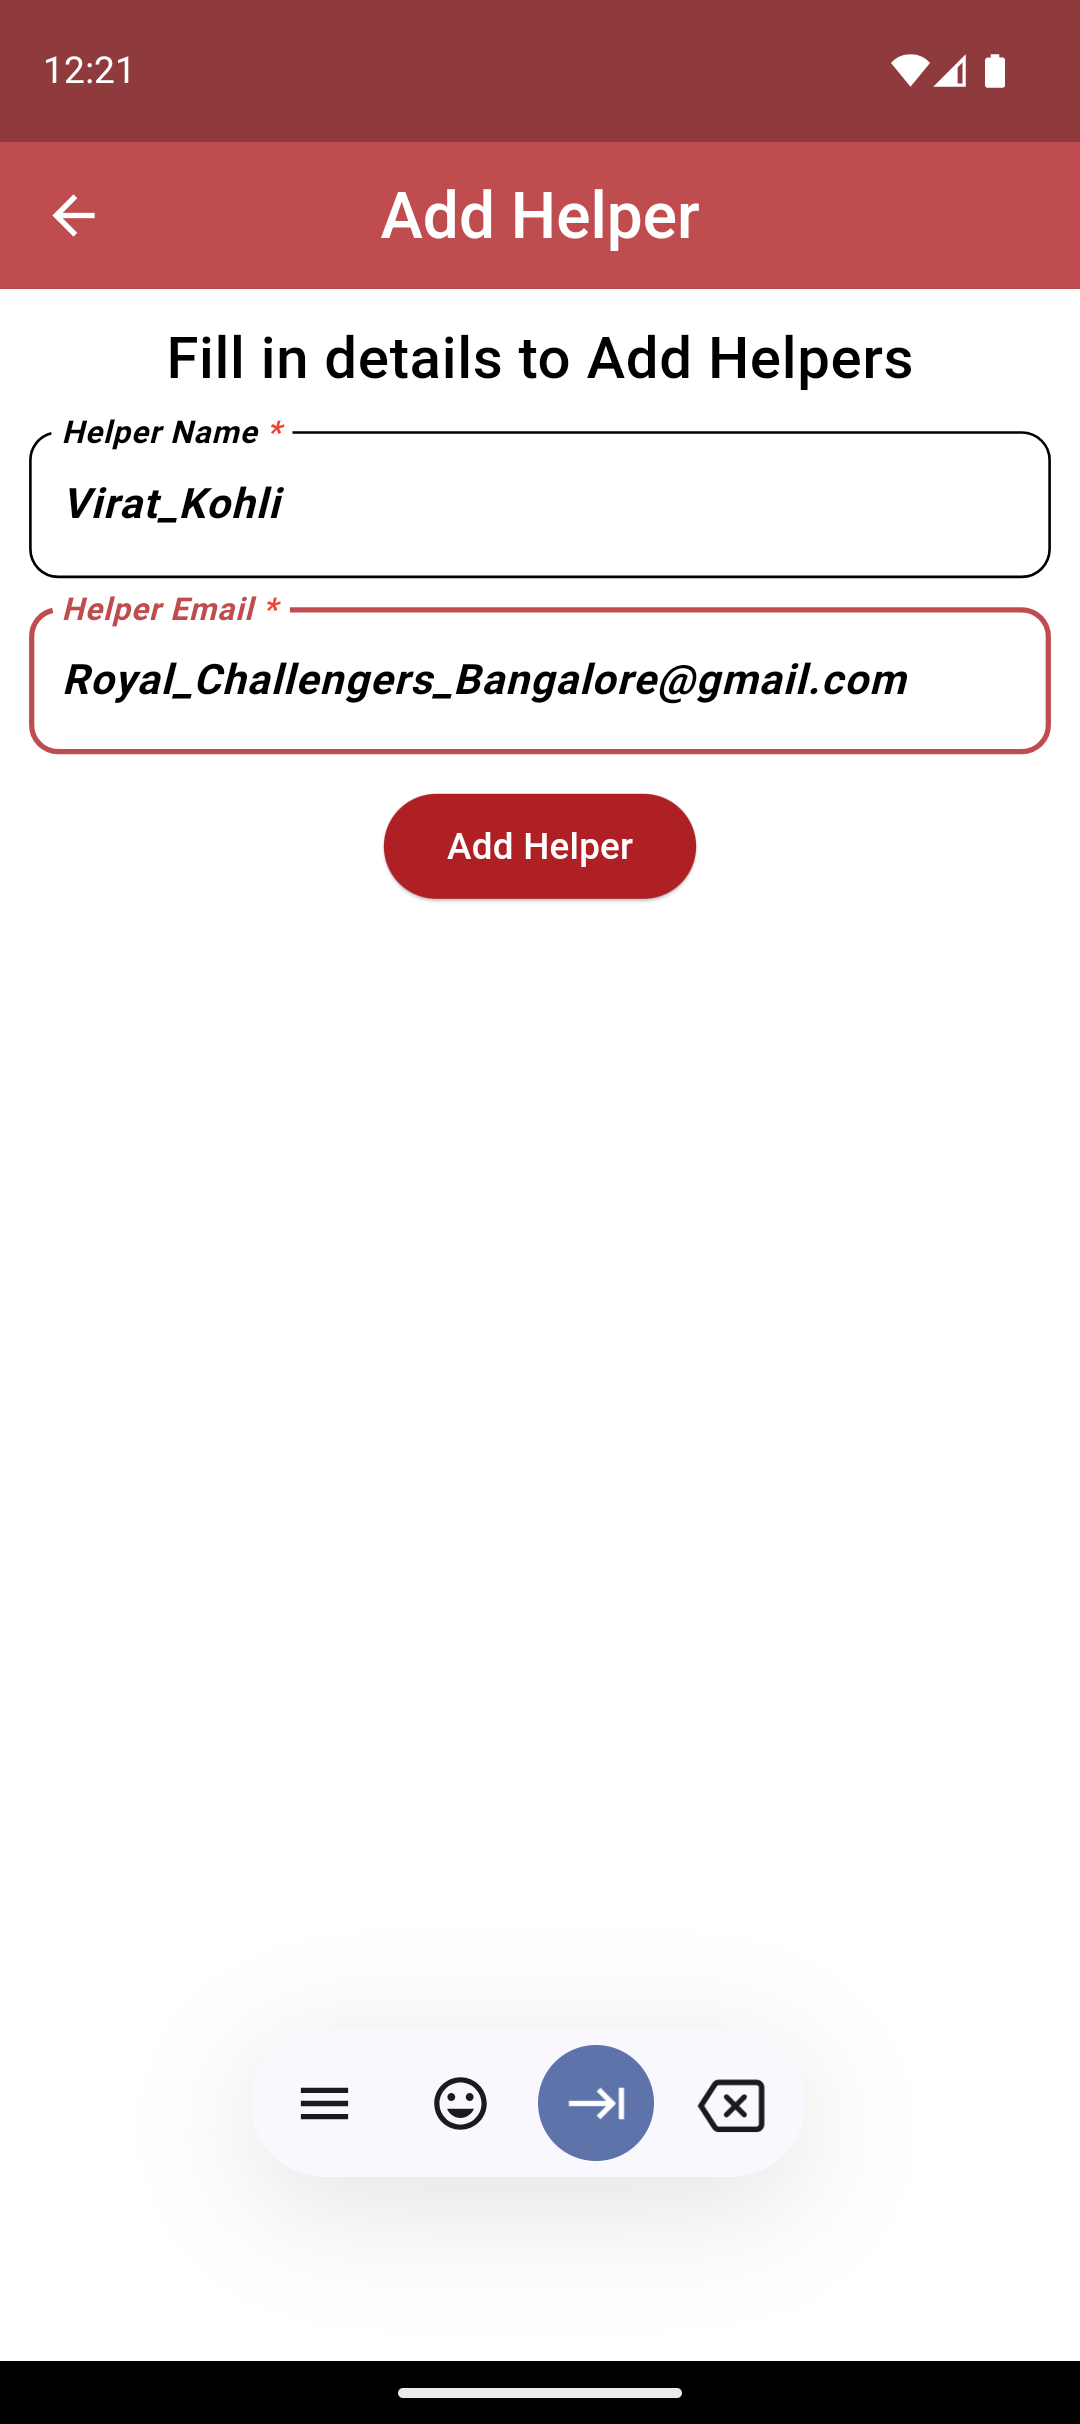 12:21
Add Helper
Fill in details to Add Helpers
Helper Name *
Virat_Kohli
Helper Email *
Royal_Challengers_Bangalore@gmail.com
Add Helper